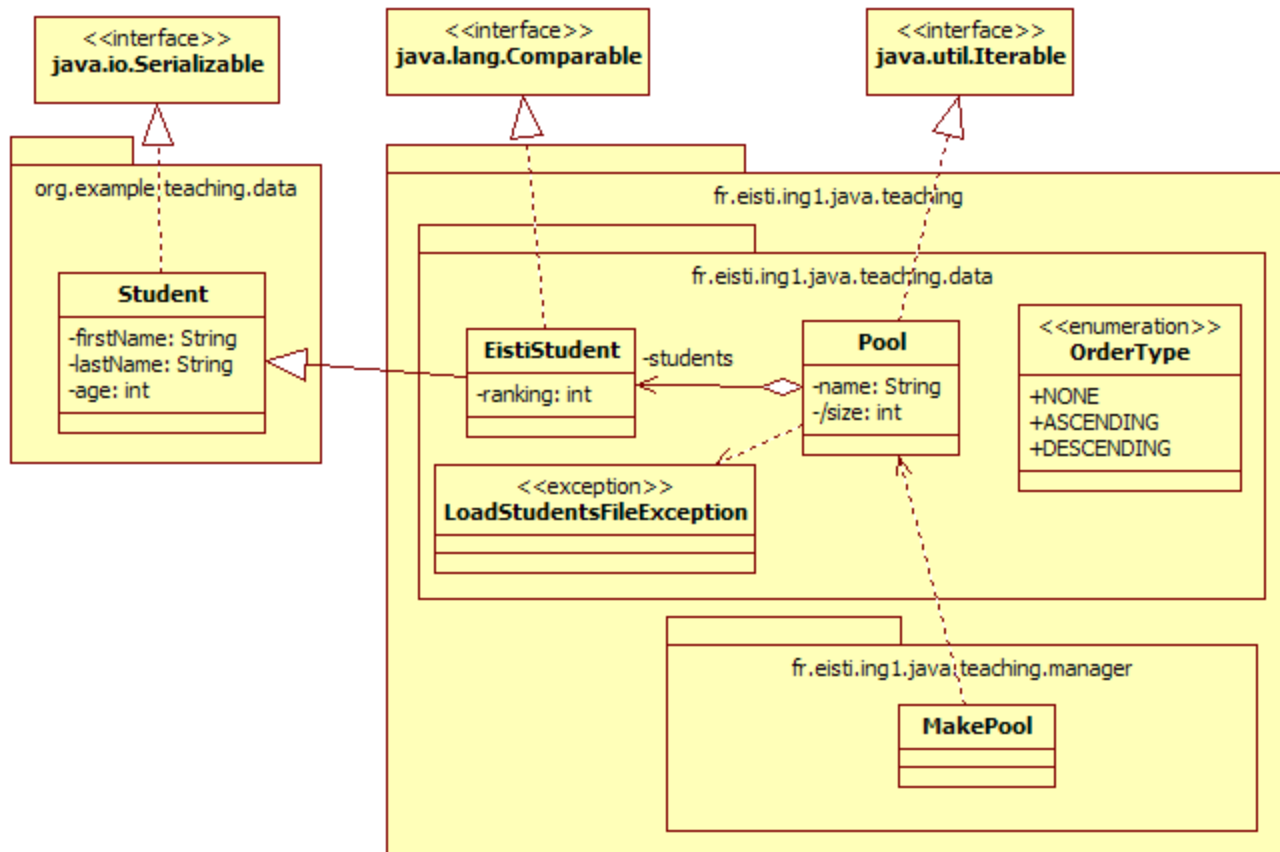 <<interface>>
java.io.Serializable
<<interface>>
java.lang.Comparable
<<interface>>
java.util.Iterable
org.example.teaching.data
fr.eisti.ing1.java.teaching
fr.eisti.ing1.java.teaching.data
Student
-firstName: String
-lastName: String
-age: int
EistiStudent
-ranking: int
-students
Pool
-name: String
-/size: int
<<enumeration>>
OrderType
+NONE
+ASCENDING
+DESCENDING
<<exception>>
LoadStudentsFileException
fr.eisti.ing1.java.teaching.manager
MakePool